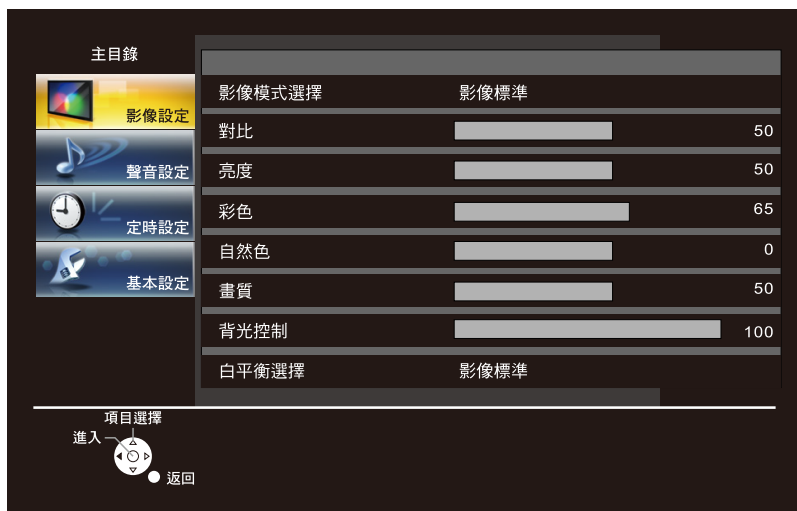 主目錄
影像設定
聲音設定
定時設定
基本設定
影像模式選擇 影像標準
對比 50
亮度 50
彩色 65
自然色 0
畫質 50
背光控制 100
白平衡選擇 影像標準
項目選擇
進入
返回